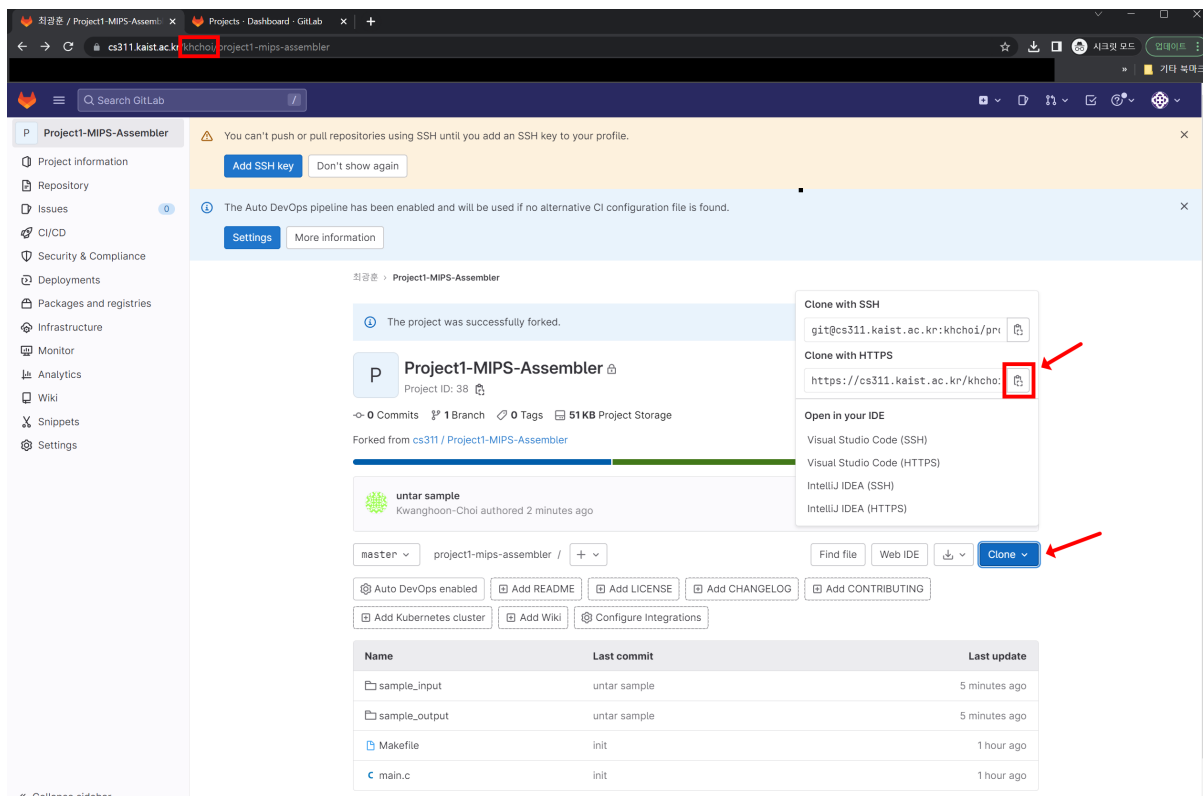 최광훈 / Project1-MIPS-Assemb
Projects · Dashboard · GitLab
cs311.kaist.ac.kr/khchoi/project1-mips-assembler
시크릿 모드
업데이트
»
기타 북마크
Search GitLab
/
P Project1-MIPS-Assembler
Project information
Repository
Issues 0
CI/CD
Security & Compliance
Deployments
Packages and registries
Infrastructure
Monitor
Analytics
Wiki
Snippets
Settings
Collapse sidebar
You can't push or pull repositories using SSH until you add an SSH key to your profile.
Add SSH key Don't show again
The Auto DevOps pipeline has been enabled and will be used if no alternative CI configuration file is found.
Settings More information
최광훈 › Project1-MIPS-Assembler
The project was successfully forked.
P Project1-MIPS-Assembler
Project ID: 38
0 Commits 1 Branch 0 Tags 51 KB Project Storage
Forked from cs311 / Project1-MIPS-Assembler
untar sample
Kwanghoon-Choi authored 2 minutes ago
Clone with SSH
git@cs311.kaist.ac.kr:khchoi/pro
Clone with HTTPS
https://cs311.kaist.ac.kr/khcho
Open in your IDE
Visual Studio Code (SSH)
Visual Studio Code (HTTPS)
IntelliJ IDEA (SSH)
IntelliJ IDEA (HTTPS)
master project1-mips-assembler / +
Find file Web IDE Clone
Auto DevOps enabled Add README Add LICENSE Add CHANGELOG Add CONTRIBUTING
Add Kubernetes cluster Add Wiki Configure Integrations
Name Last commit Last update
sample_input untar sample 5 minutes ago
sample_output untar sample 5 minutes ago
Makefile init 1 hour ago
C main.c init 1 hour ago